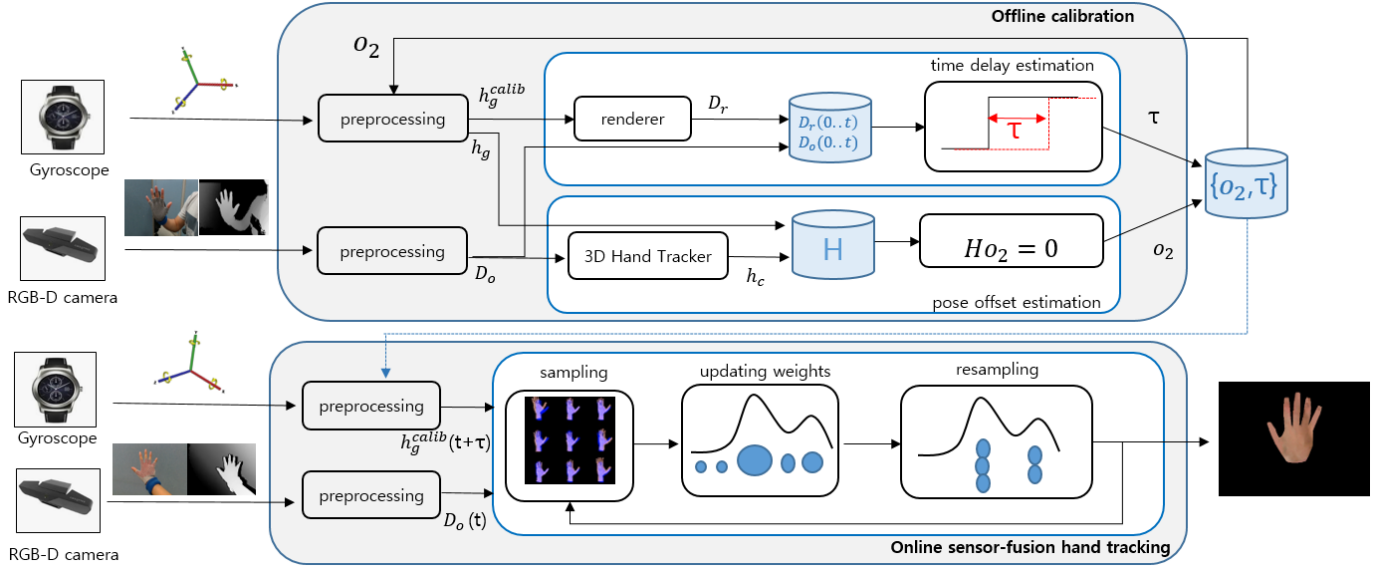 Offline calibration
o₂
time delay estimation
Gyroscope
preprocessing
h_g^calib
h_g
renderer
D_r
D_r(0..t)
D_o(0..t)
τ
τ
{o₂,τ}
RGB-D camera
preprocessing
D_o
3D Hand Tracker
h_c
H
Ho₂ = 0
o₂
pose offset estimation
Gyroscope
preprocessing
h_g^calib(t+τ)
sampling
updating weights
resampling
RGB-D camera
preprocessing
D_o(t)
Online sensor-fusion hand tracking